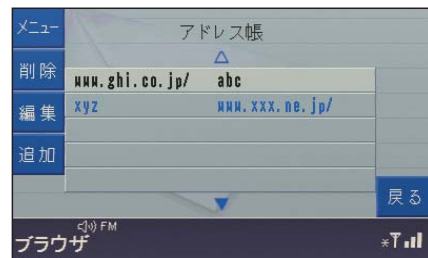 メニュー
アドレス帳
削除
www.ghi.co.jp/ abc
編集
xyz www.xxx.ne.jp/
追加
戻る
FM
ブラウザ